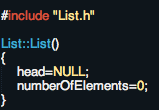 #include "List.h"
List::List()
{
head=NULL;
numberOfElements=0;
}